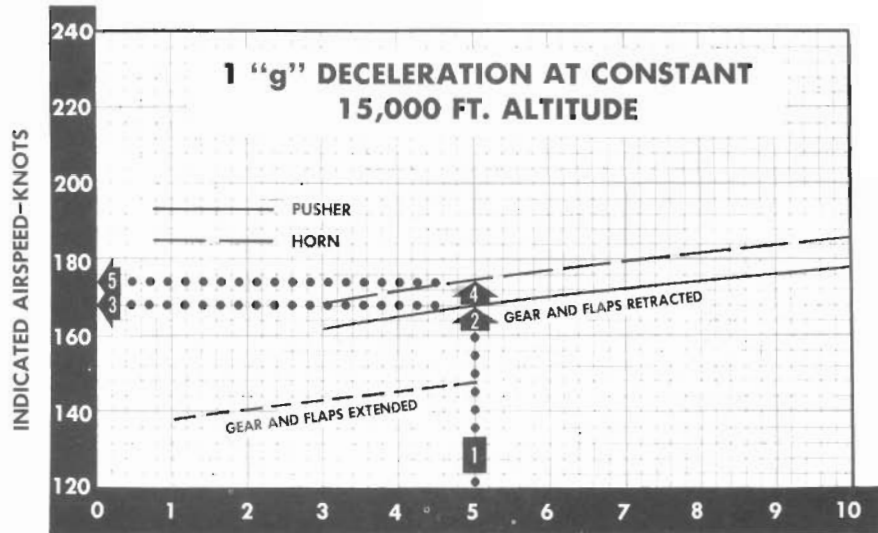 1 “g” DECELERATION AT CONSTANT
15,000 FT. ALTITUDE
INDICATED AIRSPEED–KNOTS
240
220
200
180
160
140
120
PUSHER
HORN
5
3
4
2
1
GEAR AND FLAPS RETRACTED
GEAR AND FLAPS EXTENDED
0 1 2 3 4 5 6 7 8 9 10